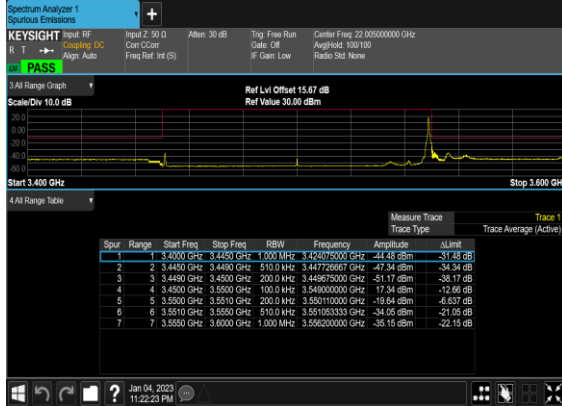 Spectrum Analyzer 1
Spurious Emissions
+
KEYSIGHT Input: RF Input Z: 50 Ω Atten: 30 dB Trig: Free Run Center Freq: 22.005000000 GHz
R T Coupling: DC Corr CCorr Gate: Off Avg|Hold: 100/100
Align: Auto Freq Ref: Int (S) IF Gain: Low Radio Std: None
PASS
3 All Range Graph Ref Lvl Offset 15.67 dB
Scale/Div 10.0 dB Ref Value 30.00 dBm
20.0
0.00
-20.0
-40.0
-60.0
Start 3.400 GHz Stop 3.600 GH
4 All Range Table
Measure Trace Trace 1
Trace Type Trace Average (Active)
Spur Range Start Freq Stop Freq RBW Frequency Amplitude ΔLimit
1 1 3.4000 GHz 3.4450 GHz 1.000 MHz 3.424075000 GHz -44.48 dBm -31.48 dB
2 2 3.4450 GHz 3.4490 GHz 510.0 kHz 3.447726667 GHz -47.34 dBm -34.34 dB
3 3 3.4490 GHz 3.4500 GHz 200.0 kHz 3.449675000 GHz -51.17 dBm -38.17 dB
4 4 3.4500 GHz 3.5500 GHz 100.0 kHz 3.549000000 GHz 17.34 dBm -12.66 dB
5 5 3.5500 GHz 3.5510 GHz 200.0 kHz 3.550110000 GHz -19.64 dBm -6.637 dB
6 6 3.5510 GHz 3.5550 GHz 510.0 kHz 3.551053333 GHz -34.05 dBm -21.05 dB
7 7 3.5550 GHz 3.6000 GHz 1.000 MHz 3.556200000 GHz -35.15 dBm -22.15 dB
? Jan 04, 2023
11:22:23 PM